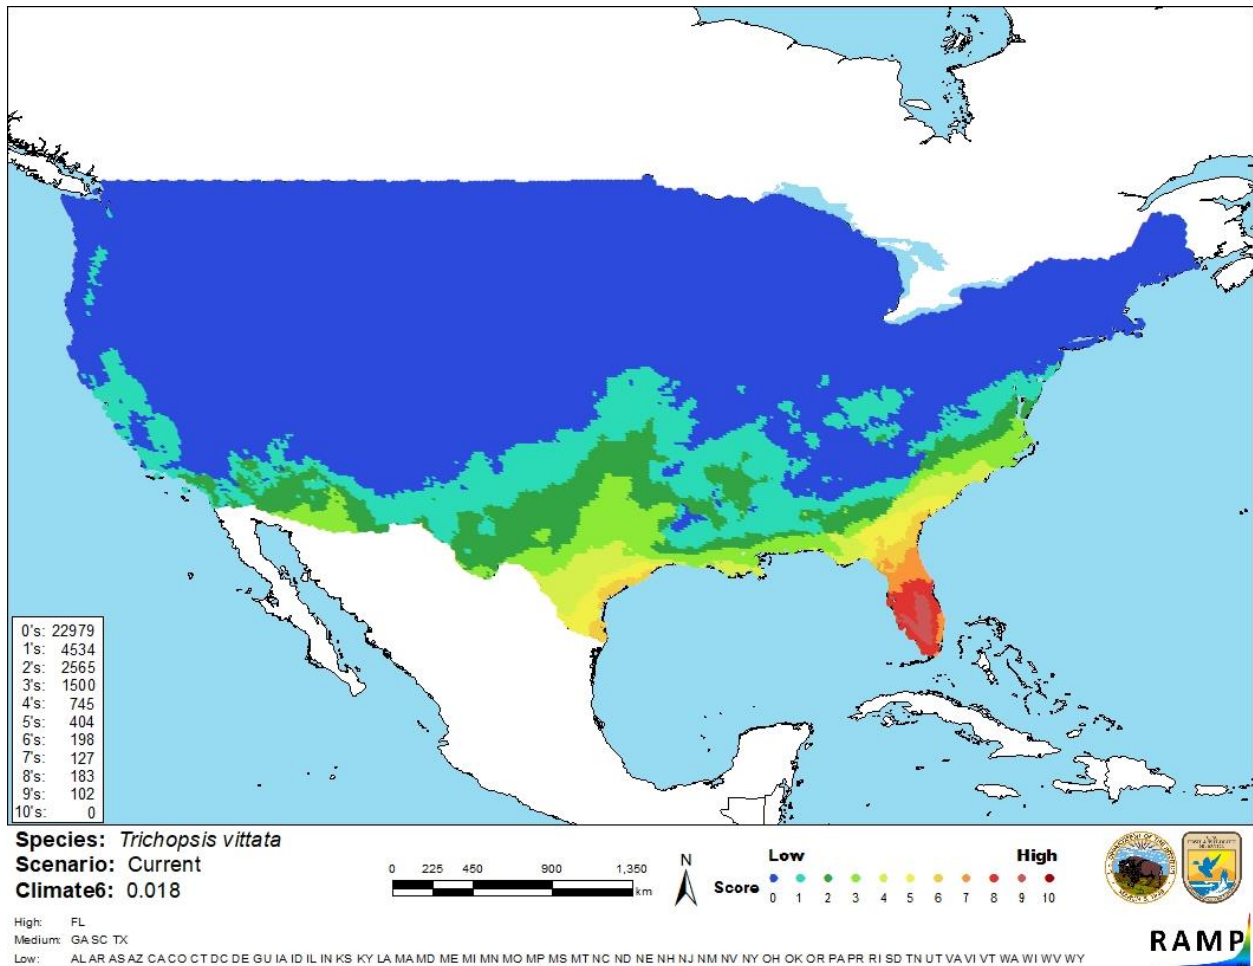 0's: 22979
1's: 4534
2's: 2565
3's: 1500
4's: 745
5's: 404
6's: 198
7's: 127
8's: 183
9's: 102
10's: 0
Species: Trichopsis vittata
Scenario: Current
Climate6: 0.018
0 225 450 900 1,350
km
N
Low High
Score 0 1 2 3 4 5 6 7 8 9 10
High: FL
Medium: GA SC TX
Low: AL AR AS AZ CA CO CT DC DE GU IA ID IL IN KS KY LA MA MD ME MI MN MO MP MS MT NC ND NE NH NJ NM NV NY OH OK OR PA PR RI SD TN UT VA VI VT WA WI WV WY
RAMP